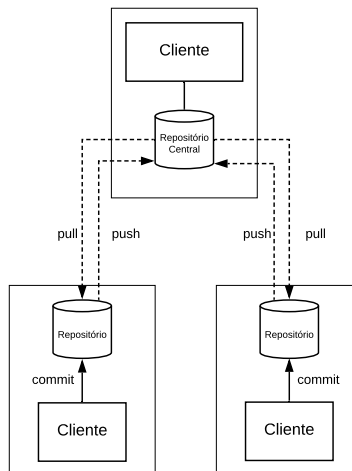 Cliente
Repositório
Central
pull
push
push
pull
Repositório
Repositório
commit
commit
Cliente
Cliente